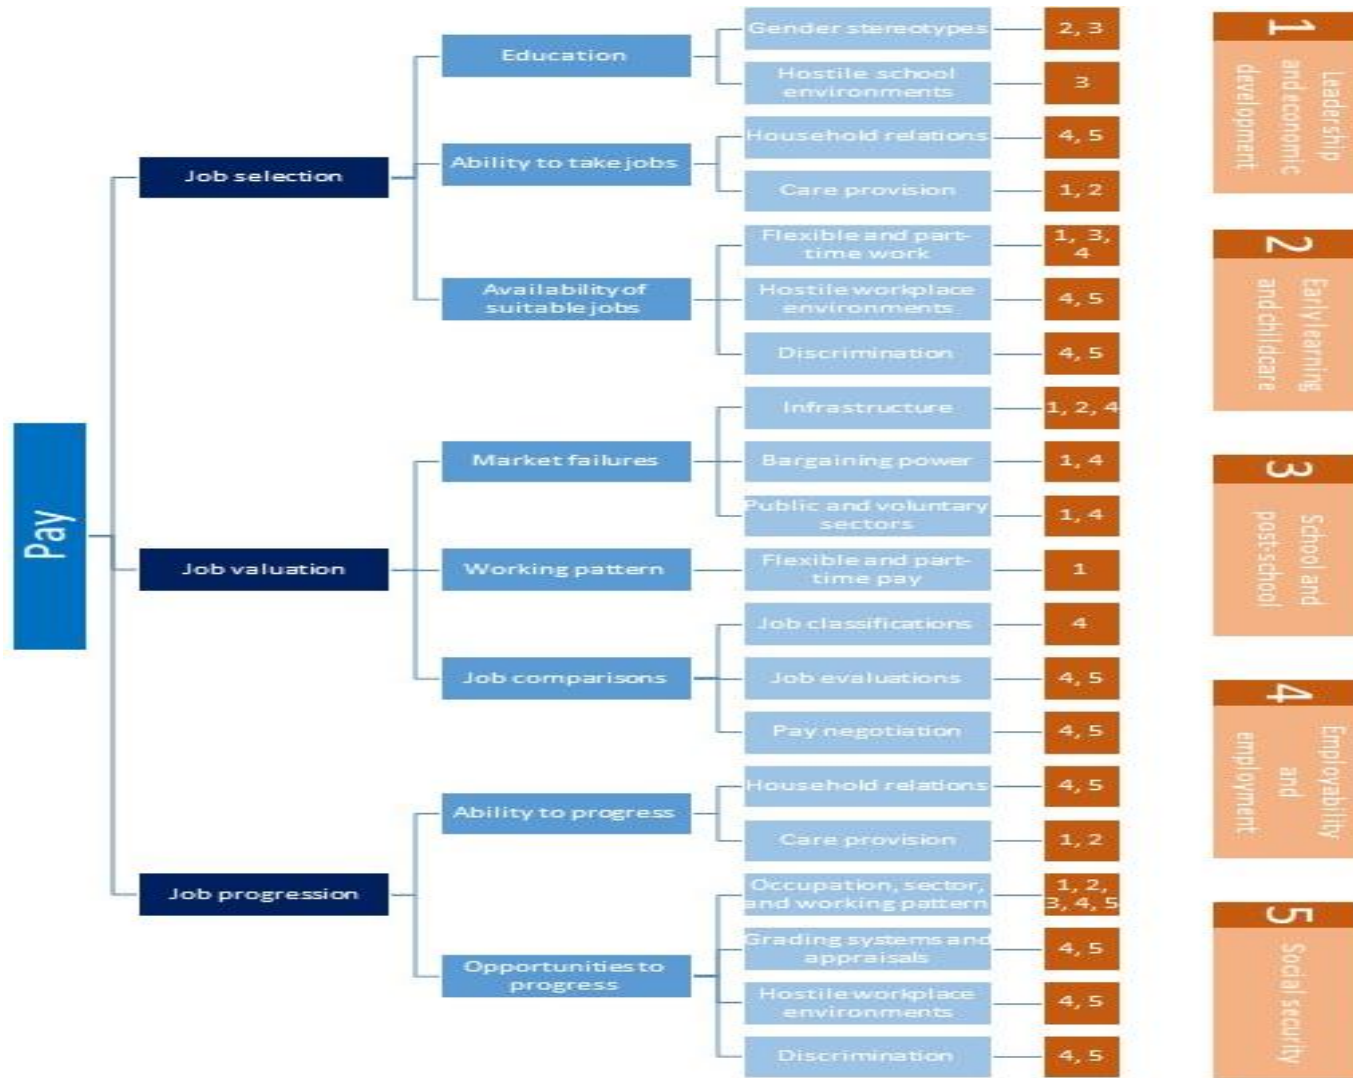 Pay
Job selection
Education
Gender stereotypes
2, 3
Hostile school
environments
3
Ability to take jobs
Household relations
4, 5
Care provision
1, 2
Availability of
suitable jobs
Flexible and part-
time work
1, 3,
4
Hostile workplace
environments
4, 5
Discrimination
4, 5
Job valuation
Market failures
Infrastructure
1, 2, 4
Bargaining power
1, 4
Public and voluntary
sectors
1, 4
Working pattern
Flexible and part-
time pay
1
Job comparisons
Job classifications
4
Job evaluations
4, 5
Pay negotiation
4, 5
Job progression
Ability to progress
Household relations
4, 5
Care provision
1, 2
Opportunities to
progress
Occupation, sector,
and working pattern
1, 2,
3, 4, 5
Grading systems and
appraisals
4, 5
Hostile workplace
environments
4, 5
Discrimination
4, 5
1
Leadership
and economic
development
2
Early learning
and childcare
3
School and
post-school
4
Employability
and
employment
5
Social security